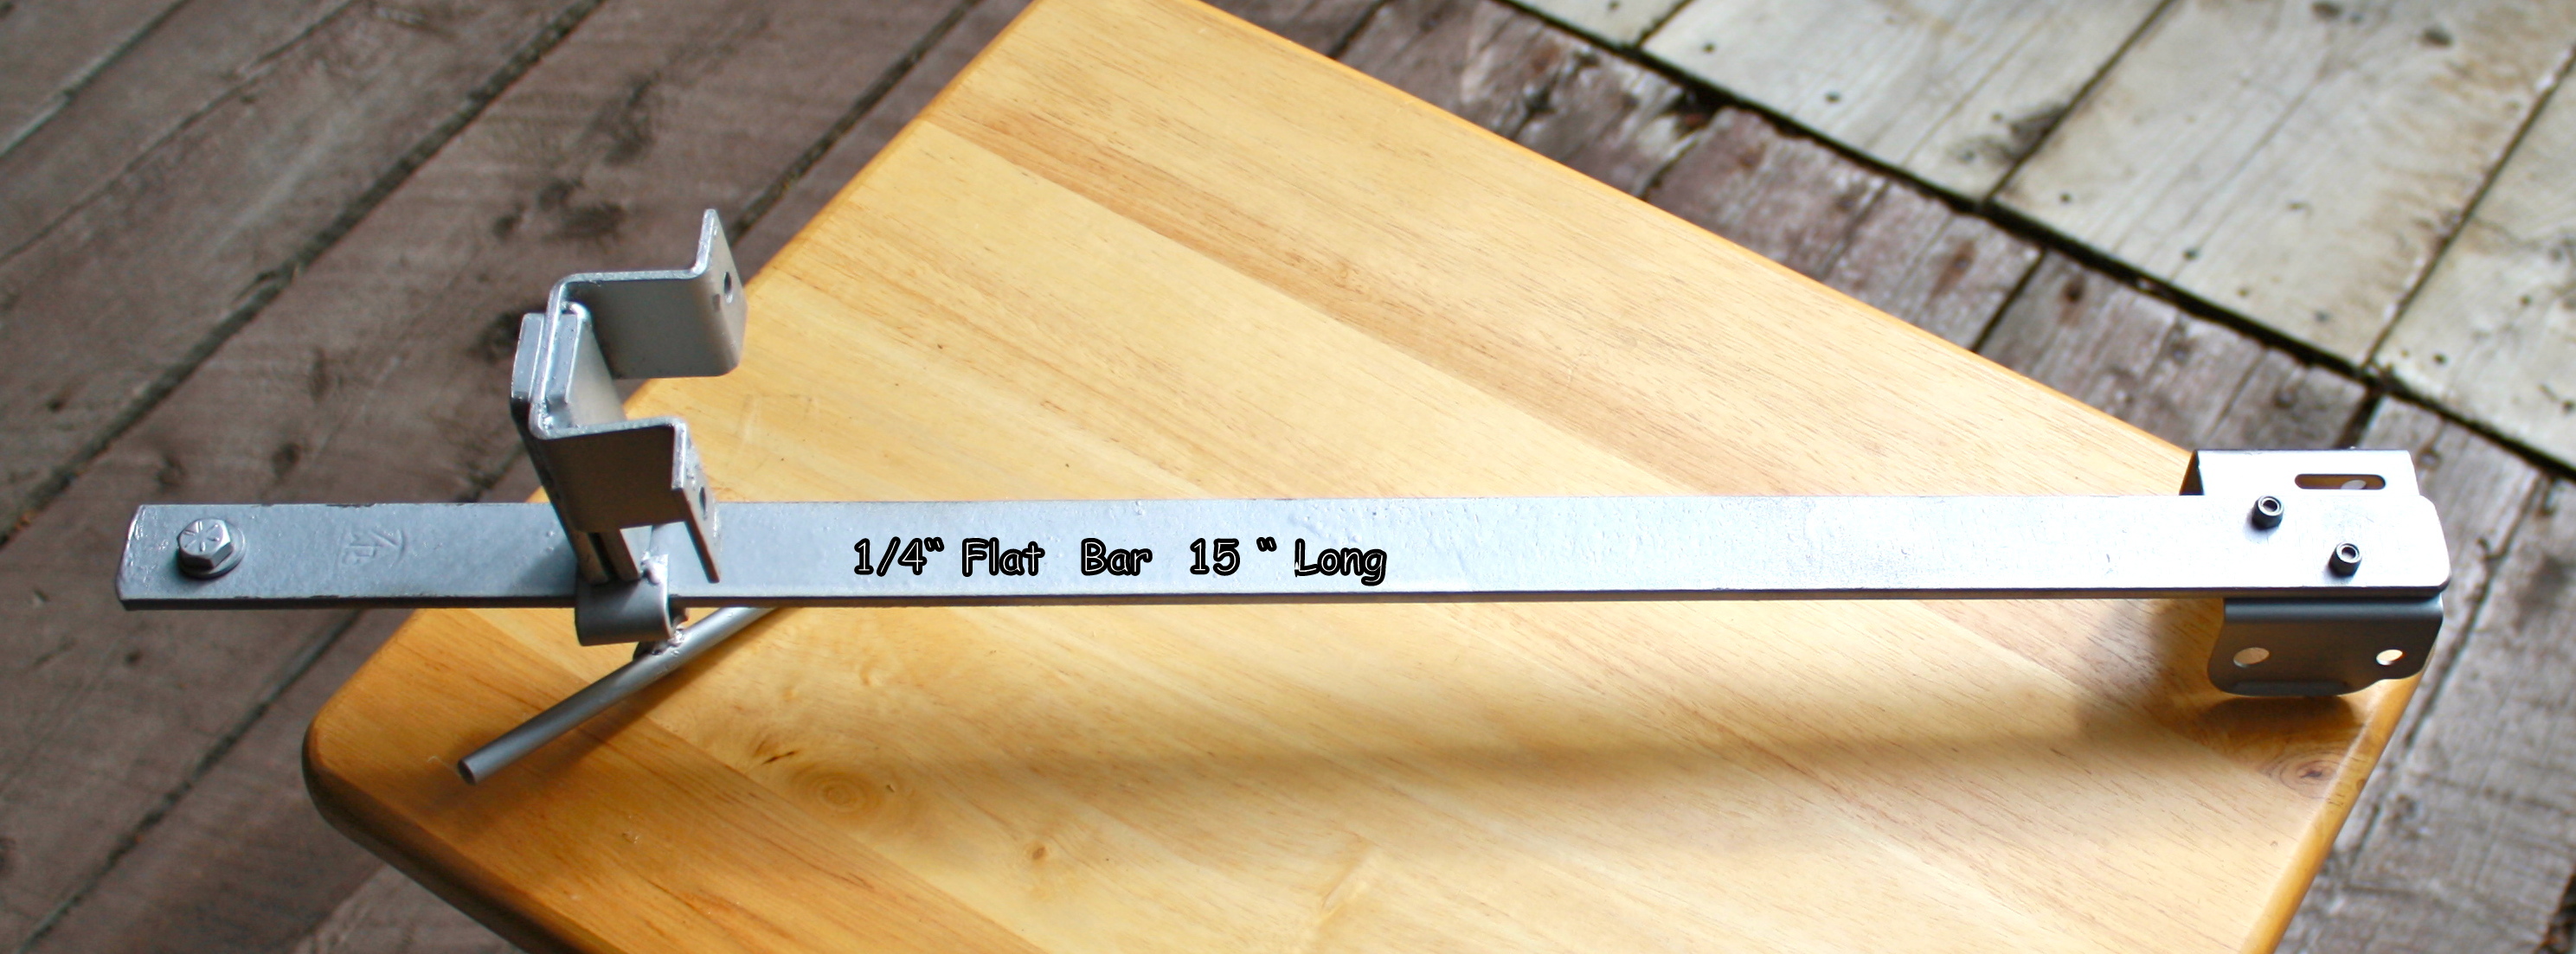 1/4" Flat Bar 15 " Long